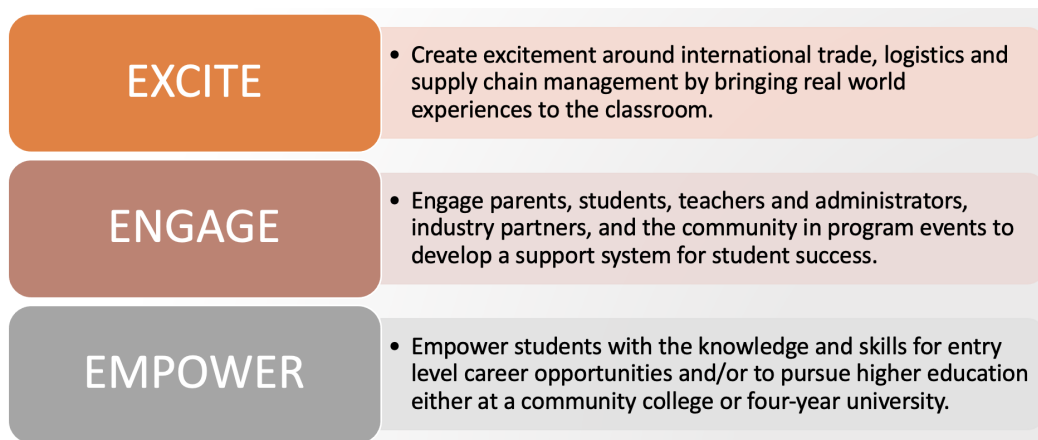 EXCITE
• Create excitement around international trade, logistics and
supply chain management by bringing real world
experiences to the classroom.
ENGAGE
• Engage parents, students, teachers and administrators,
industry partners, and the community in program events to
develop a support system for student success.
EMPOWER
• Empower students with the knowledge and skills for entry
level career opportunities and/or to pursue higher education
either at a community college or four-year university.